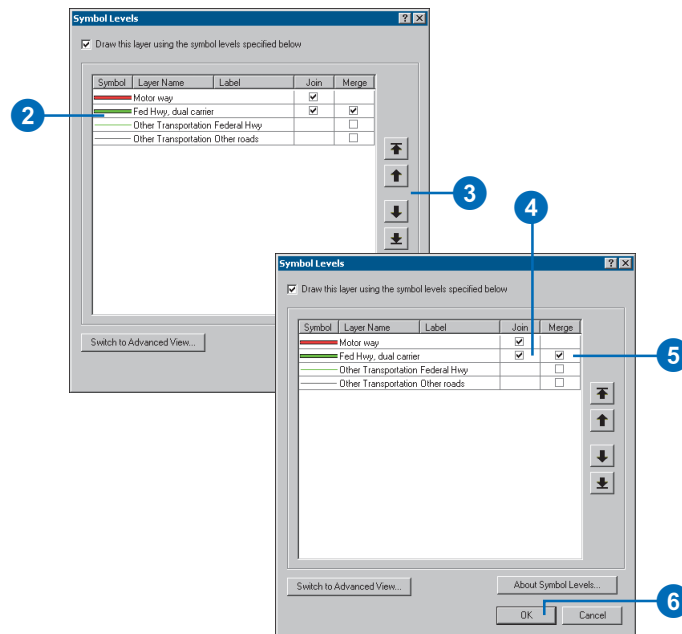 Symbol Levels
Draw this layer using the symbol levels specified below
Symbol Layer Name Label Join Merge
Motor way
Fed Hwy, dual carrier
Other Transportation Federal Hwy
Other Transportation Other roads
Switch to Advanced View...
2
3
4
Symbol Levels
Draw this layer using the symbol levels specified below
Symbol Layer Name Label Join Merge
Motor way
Fed Hwy, dual carrier
Other Transportation Federal Hwy
Other Transportation Other roads
5
Switch to Advanced View...
About Symbol Levels...
OK
Cancel
6